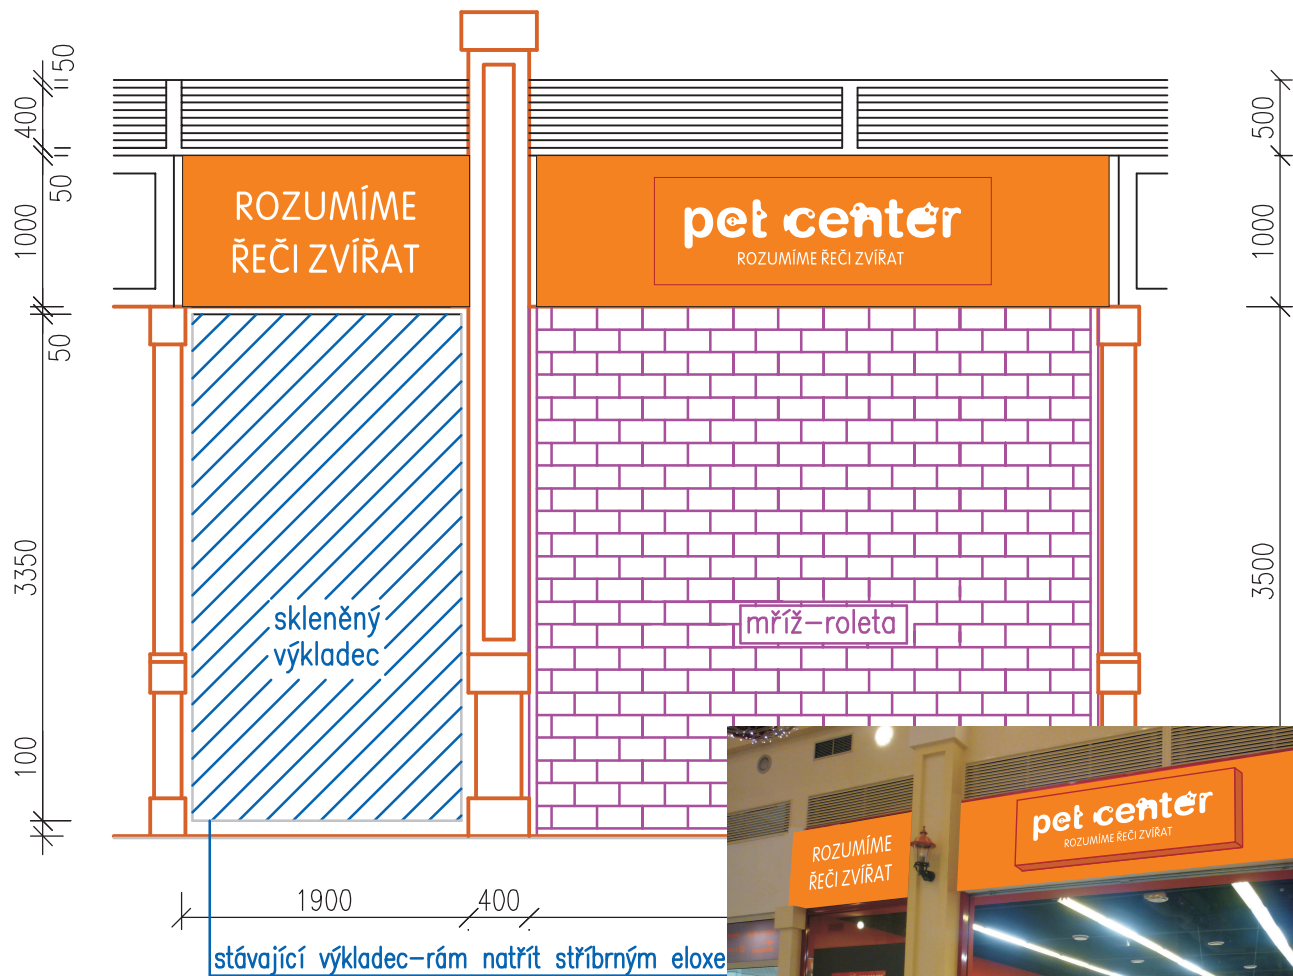 50
400
500
50
1000
1000
ROZUMÍME
ŘEČI ZVÍŘAT
pet center
ROZUMÍME ŘEČI ZVÍŘAT
50
3350
3500
skleněný
výkladec
mříž–roleta
100
pet center
ROZUMÍME ŘEČI ZVÍŘAT
ROZUMÍME
ŘEČI ZVÍŘAT
1900
400
stávající výkladec–rám natřít stříbrným